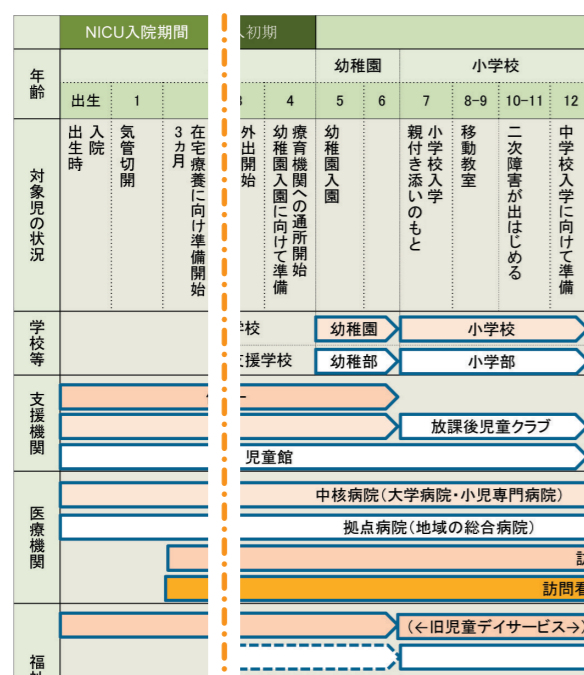 NICU入院期間
初期
年齢
幼稚園
小学校
出生
1
4
5
6
7
8-9
10-11
12
対象児の状況
出生時
入院
気管切開
3カ月
在宅療養に向け準備開始
外出開始
幼稚園入園に向けて準備
療育機関への通所開始
幼稚園入園
親付き添いのもと
小学校入学
移動教室
二次障害が出はじめる
中学校入学に向けて準備
学校等
校
幼稚園
小学校
支援学校
幼稚部
小学部
支援機関
放課後児童クラブ
児童館
医療機関
中核病院(大学病院・小児専門病院)
拠点病院(地域の総合病院)
訪問看
(←旧児童デイサービス→)
福